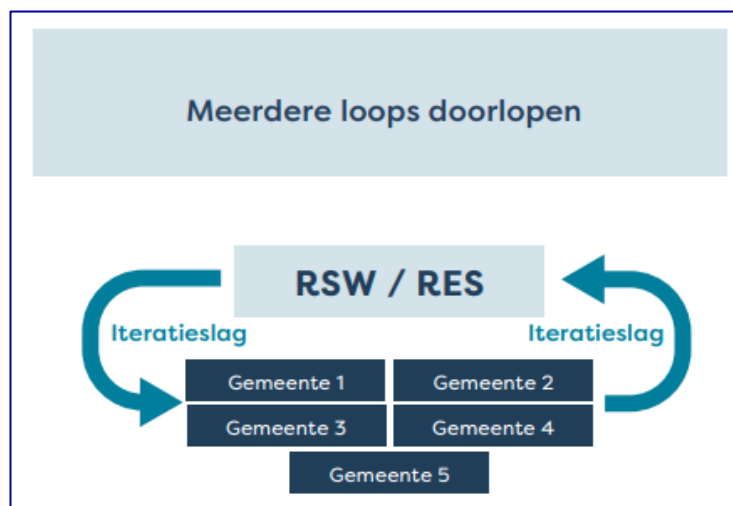 Meerdere loops doorlopen
RSW / RES
Iteratieslag
Iteratieslag
Gemeente 1
Gemeente 2
Gemeente 3
Gemeente 4
Gemeente 5